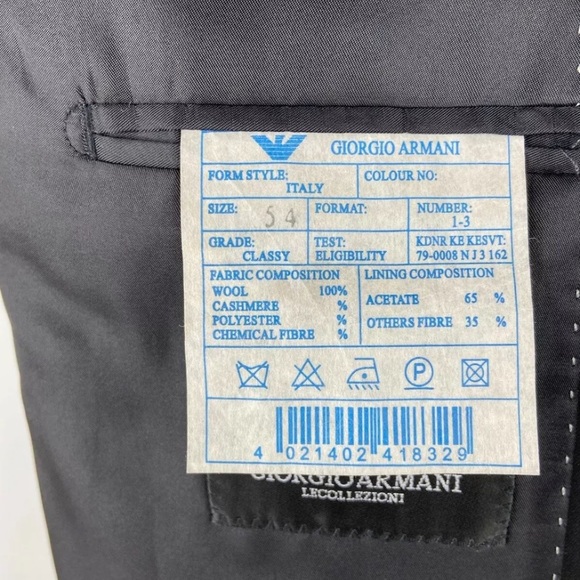 GIORGIO ARMANI
FORM STYLE: ITALY COLOUR NO:
SIZE: 54 FORMAT: NUMBER: 1-3
GRADE: CLASSY TEST: ELIGIBILITY KDNR KE KESVT: 79-0008 N J 3 162
FABRIC COMPOSITION LINING COMPOSITION
WOOL 100%
CASHMERE % ACETATE 65 %
POLYESTER %
CHEMICAL FIBRE % OTHERS FIBRE 35 %
P
4 021402 418329
GIORGIO ARMANI
LECOLLEZIONI